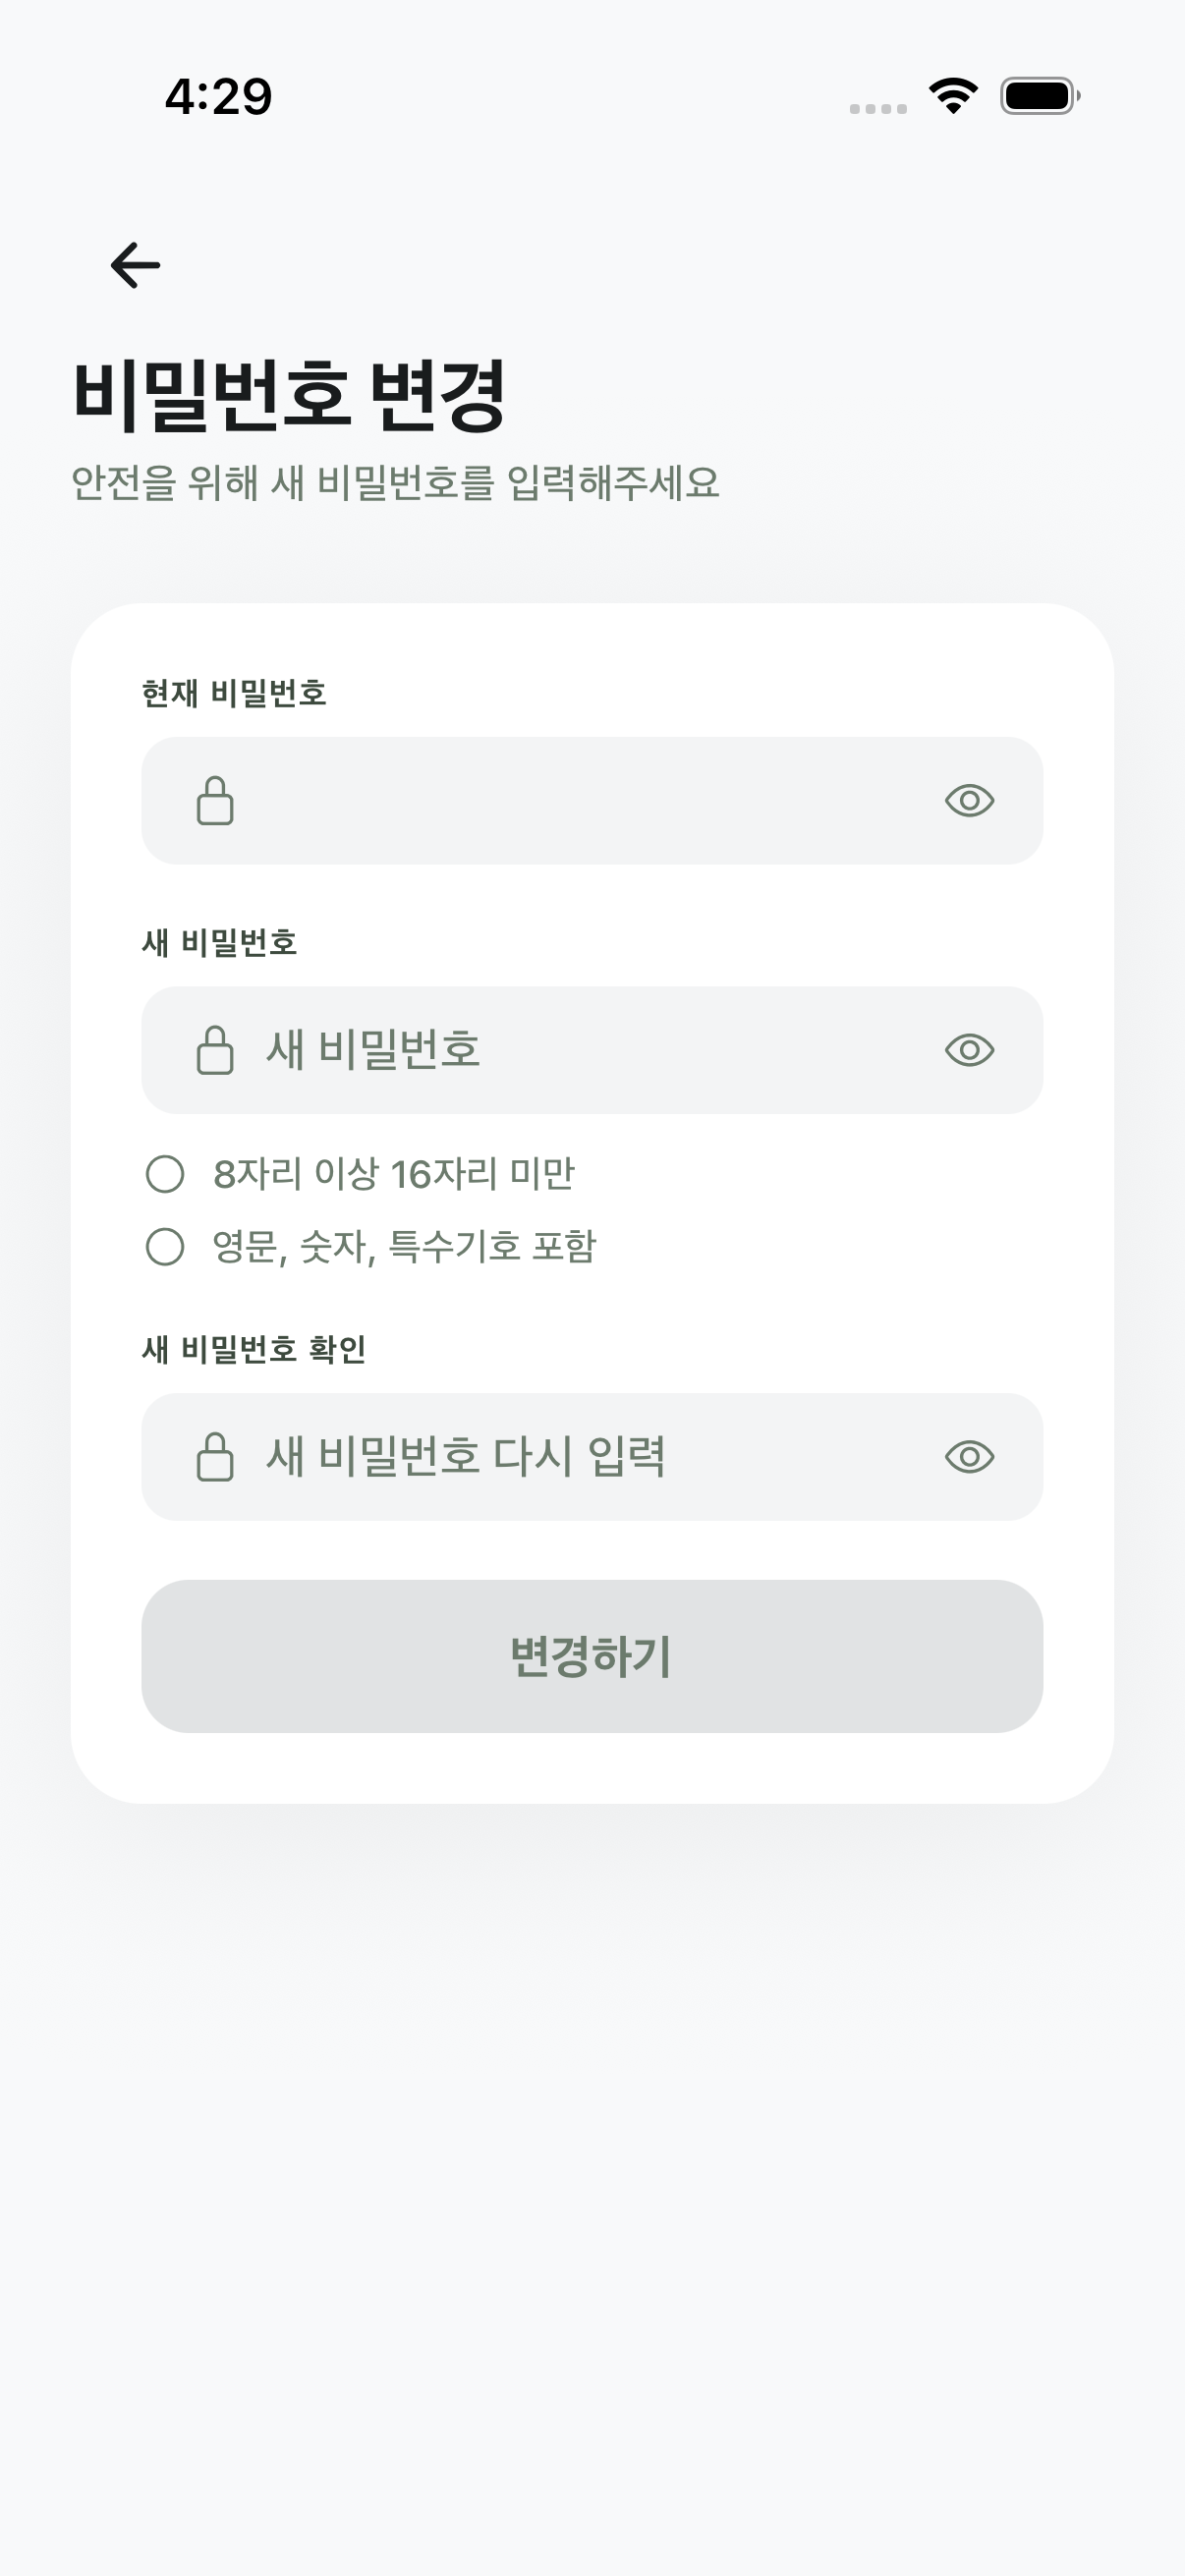 4:29
비밀번호 변경
안전을 위해 새 비밀번호를 입력해주세요
현재 비밀번호
새 비밀번호
새 비밀번호
8자리 이상 16자리 미만
영문, 숫자, 특수기호 포함
새 비밀번호 확인
새 비밀번호 다시 입력
변경하기